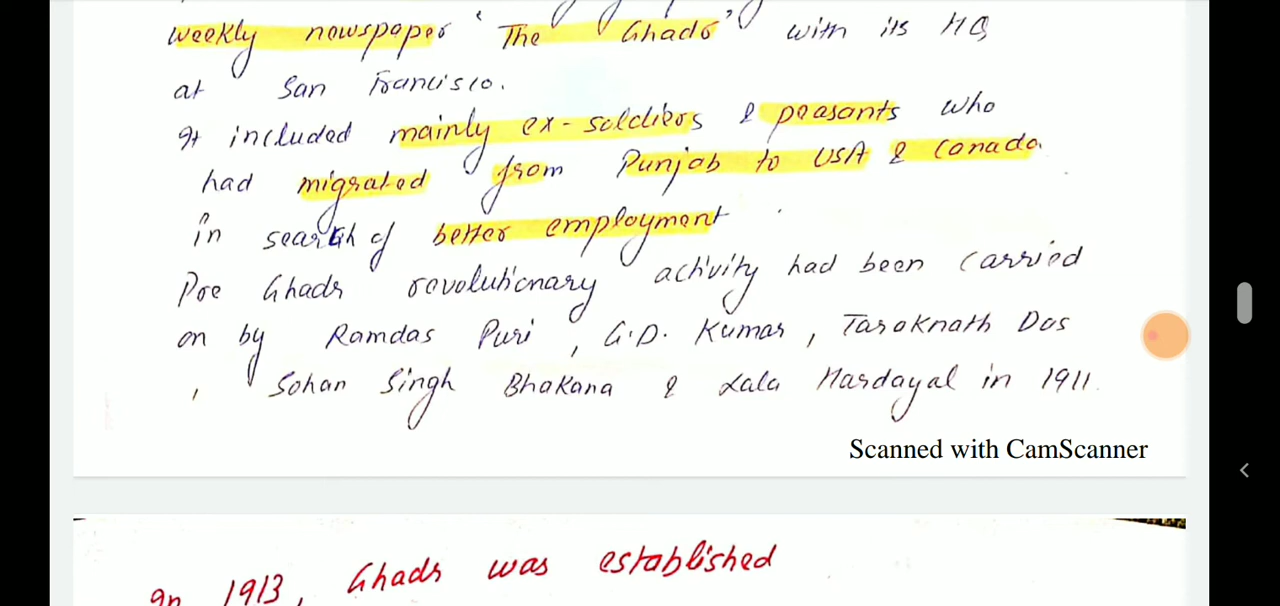 weekly newspaper 'The Ghadr' with its HQ
at San Francisco.
It included mainly ex-soldiers & peasants who
had migrated from Punjab to USA & Canada
in search of better employment
Pre Ghadr revolutionary activity had been carried
on by Ramdas Puri, G.D. Kumar, Taraknath Das
, Sohan Singh Bhakana & Lala Hardayal in 1911.
Scanned with CamScanner
In 1913, Ghadr was established